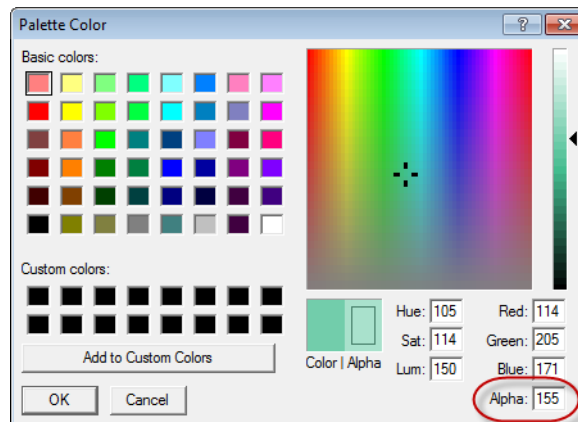 Palette Color
Basic colors:
Custom colors:
Add to Custom Colors
OK Cancel
Color | Alpha
Hue: 105 Red: 114
Sat: 114 Green: 205
Lum: 150 Blue: 171
Alpha: 155